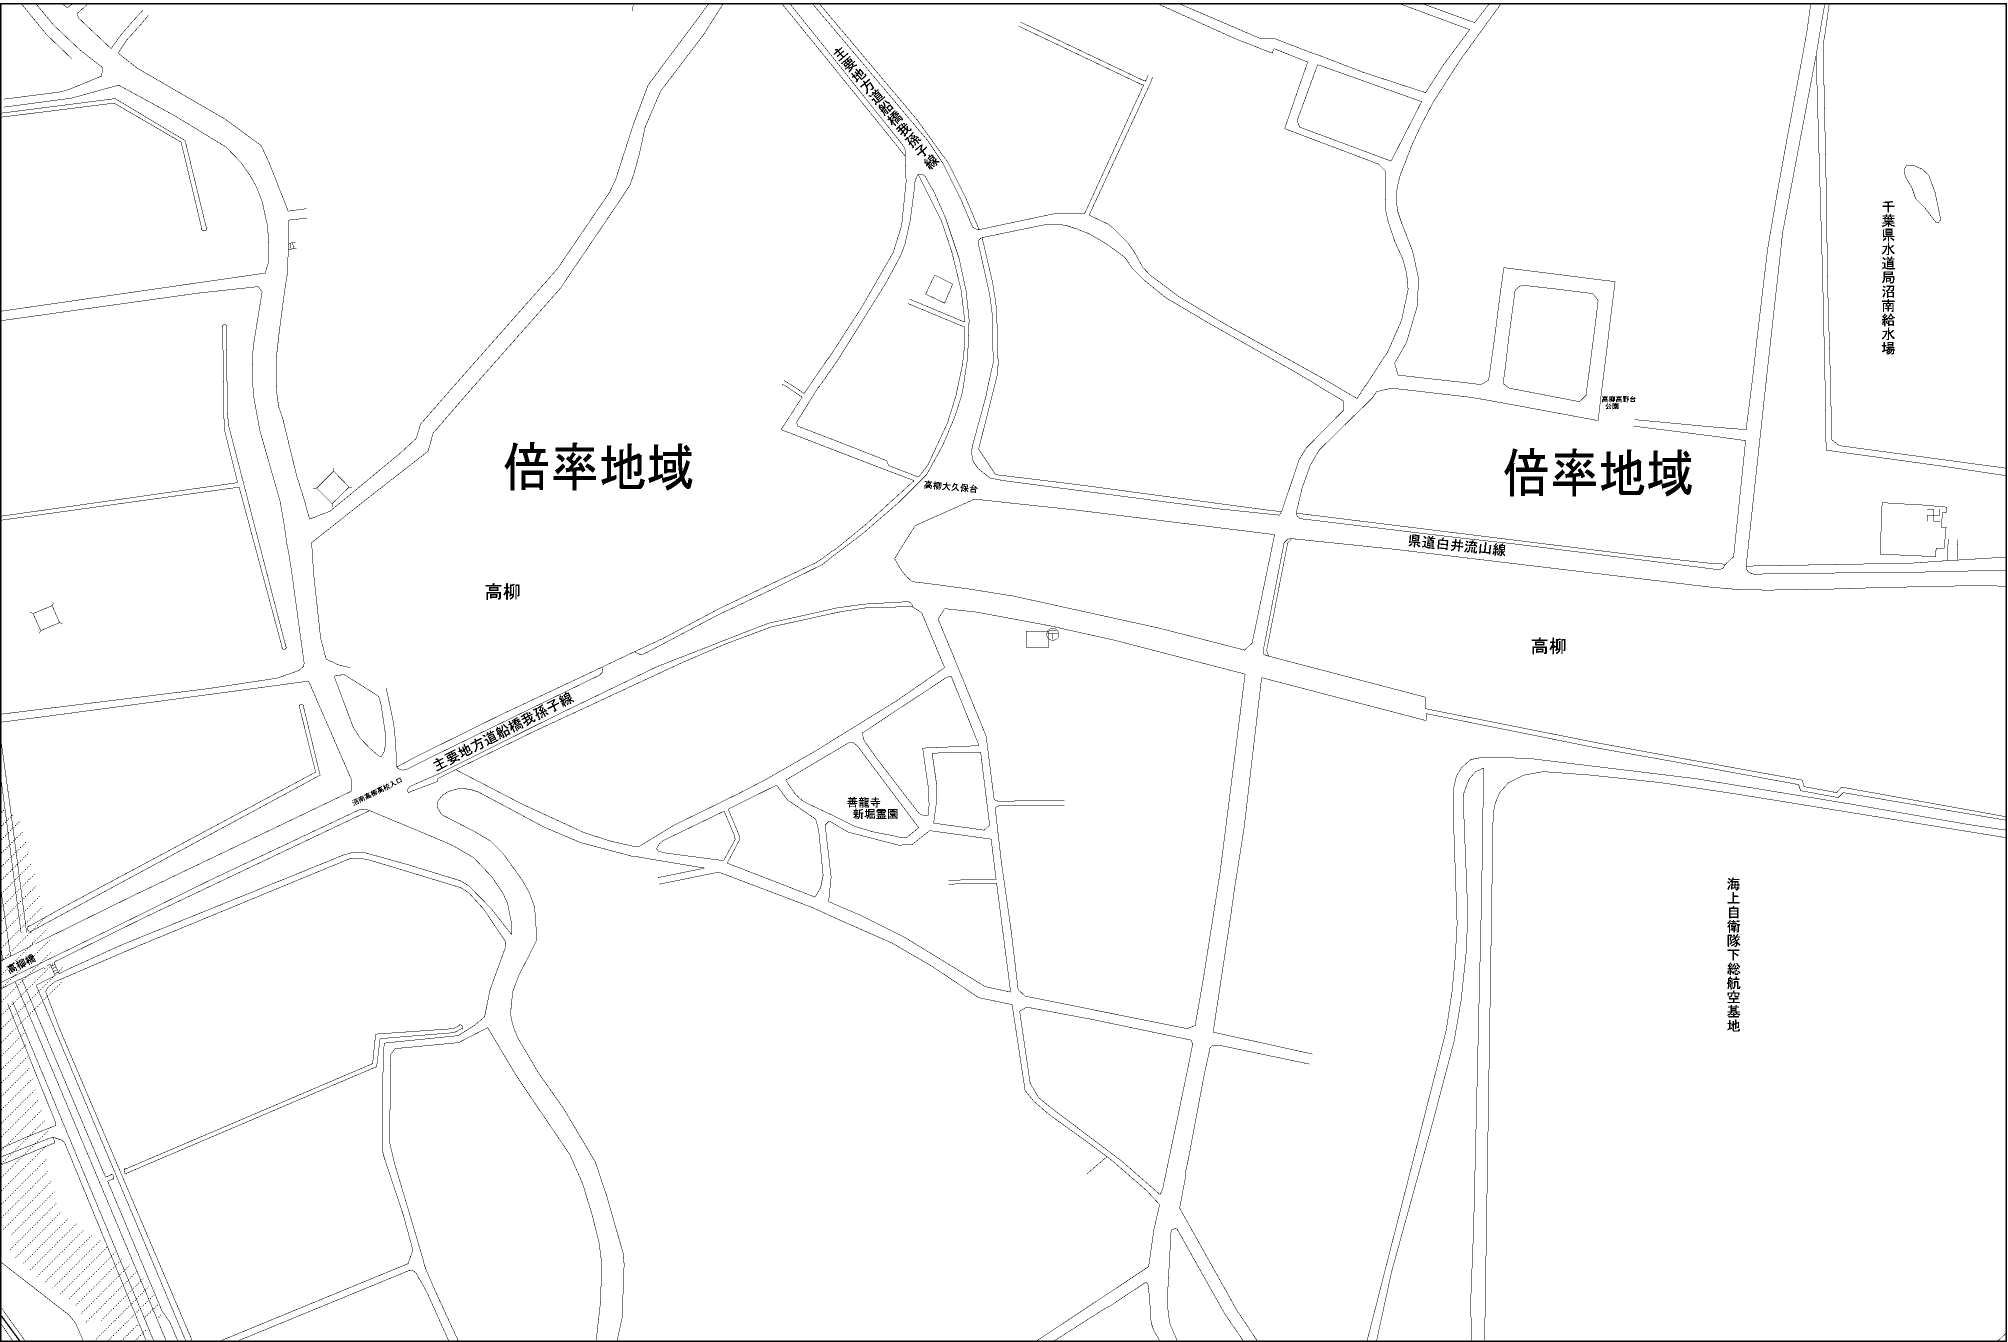 主要地方道船橋我孫子線
千葉県水道局沼南給水場
高柳高野台
公園
倍率地域
倍率地域
高柳大久保台
県道白井流山線
高柳
高柳
主要地方道船橋我孫子線
沼南高柳高校入口
善龍寺
新堀霊園
海上自衛隊下総航空基地
高柳橋